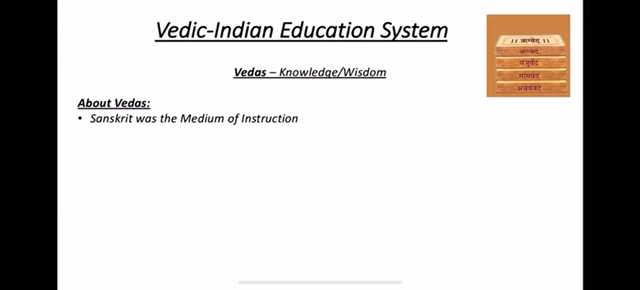 Vedic-Indian Education System
Vedas – Knowledge/Wisdom
About Vedas:
• Sanskrit was the Medium of Instruction
ऋग्वेद
यजुर्वेद
सामवेद
अथर्ववेद